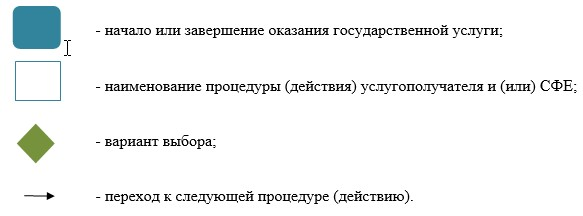 - начало или завершение оказания государственной услуги;
- наименование процедуры (действия) услугополучателя и (или) СФЕ;
- вариант выбора;
- переход к следующей процедуре (действию).